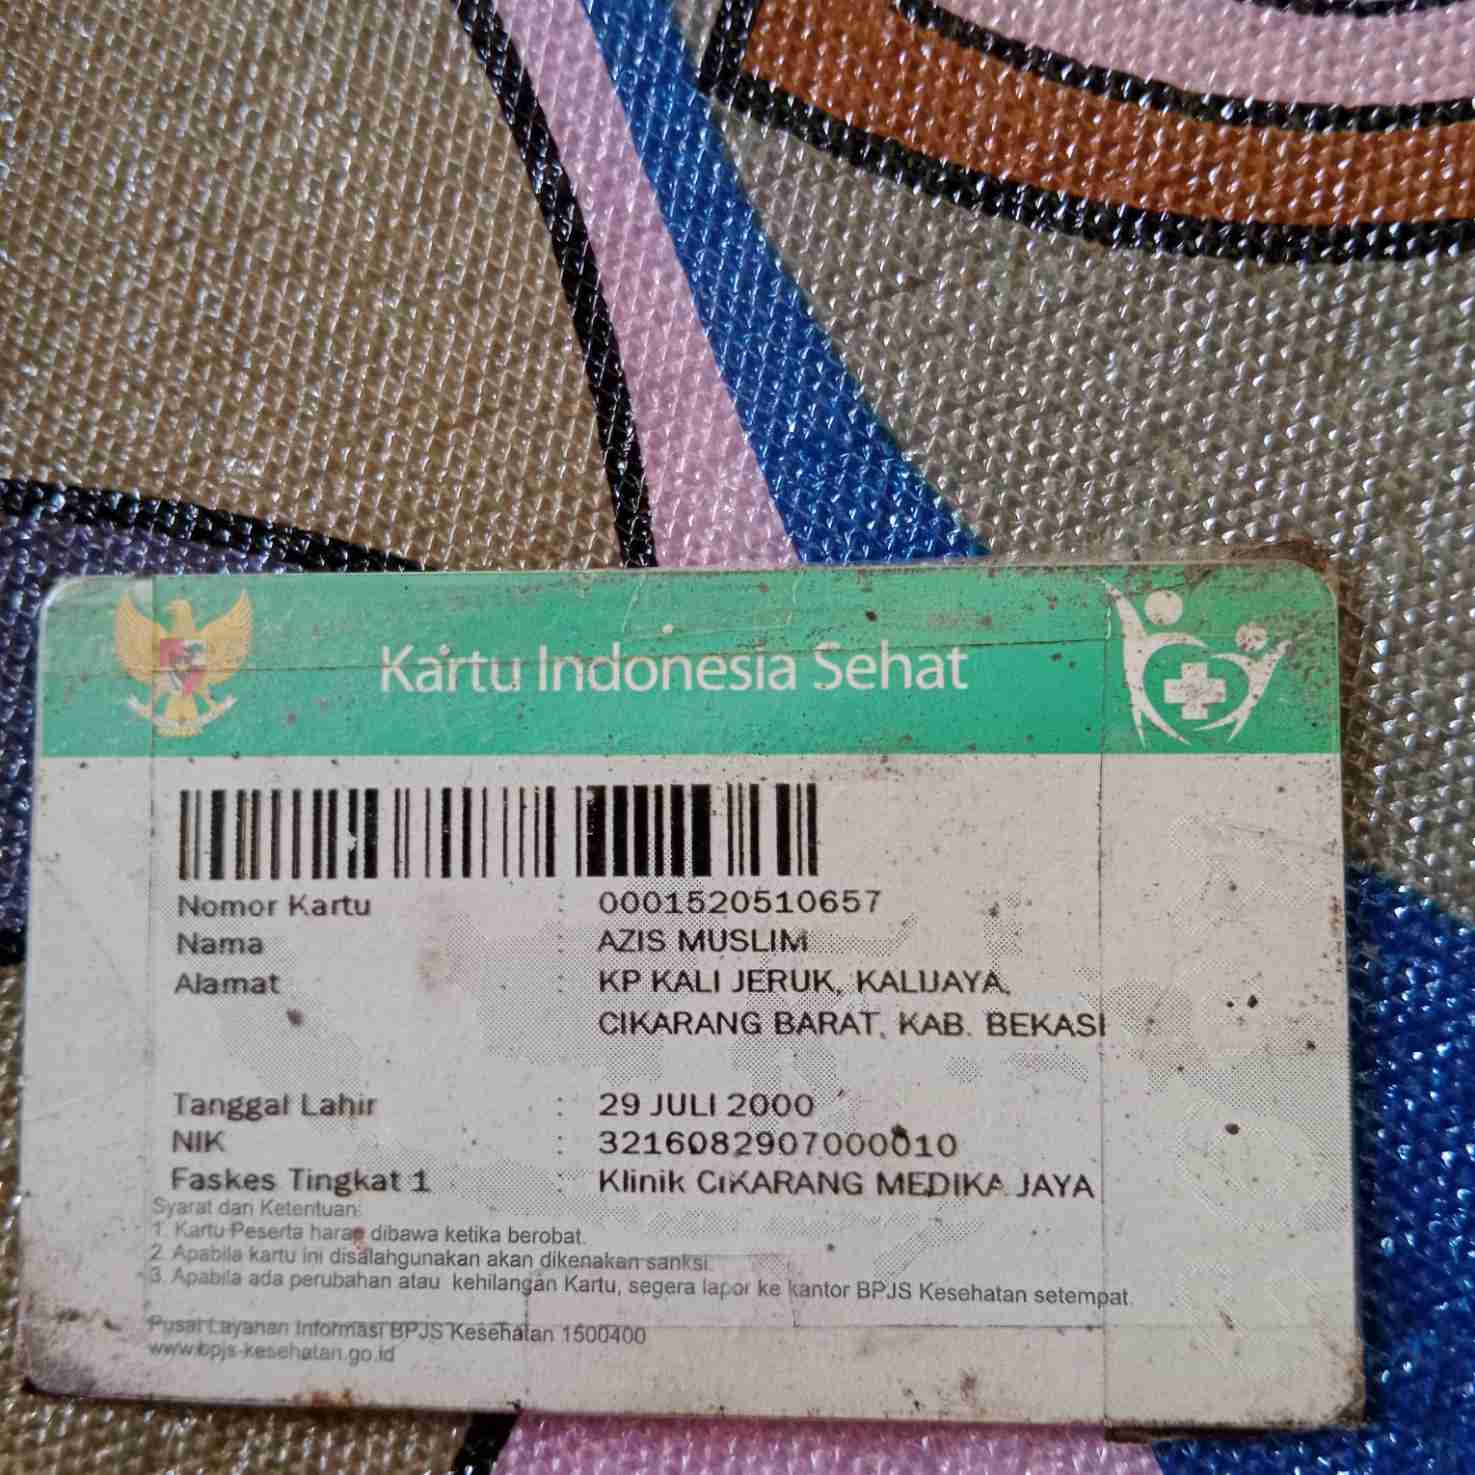 Kartu Indonesia Sehat
Nomor Kartu : 0001520510657
Nama : AZIS MUSLIM
Alamat : KP KALI JERUK, KALIJAYA,
CIKARANG BARAT, KAB. BEKASI
Tanggal Lahir : 29 JULI 2000
NIK : 3216082907000010
Faskes Tingkat 1 : Klinik CIKARANG MEDIKA JAYA
Syarat dan Ketentuan:
1. Kartu Peserta harap dibawa ketika berobat.
2. Apabila kartu ini disalahgunakan akan dikenakan sanksi.
3. Apabila ada perubahan atau kehilangan Kartu, segera lapor ke kantor BPJS Kesehatan setempat.
Pusat Layanan Informasi BPJS Kesehatan 1500400
www.bpjs-kesehatan.go.id